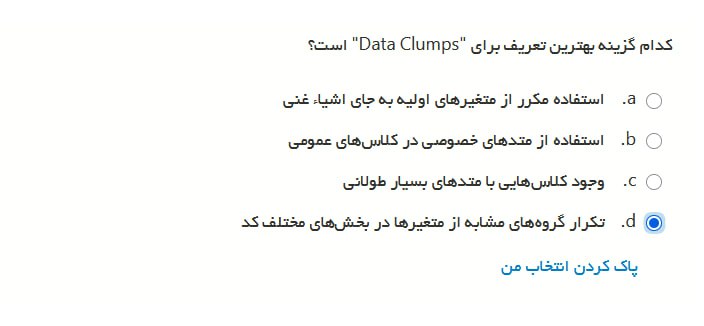 کدام گزینه بهترین تعریف برای "Data Clumps" است؟
a. استفاده مکرر از متغیرهای اولیه به جای اشیاء غنی
b. استفاده از متدهای خصوصی در کلاس‌های عمومی
c. وجود کلاس‌هایی با متدهای بسیار طولانی
d. تکرار گروه‌های مشابه از متغیرها در بخش‌های مختلف کد
پاک کردن انتخاب من